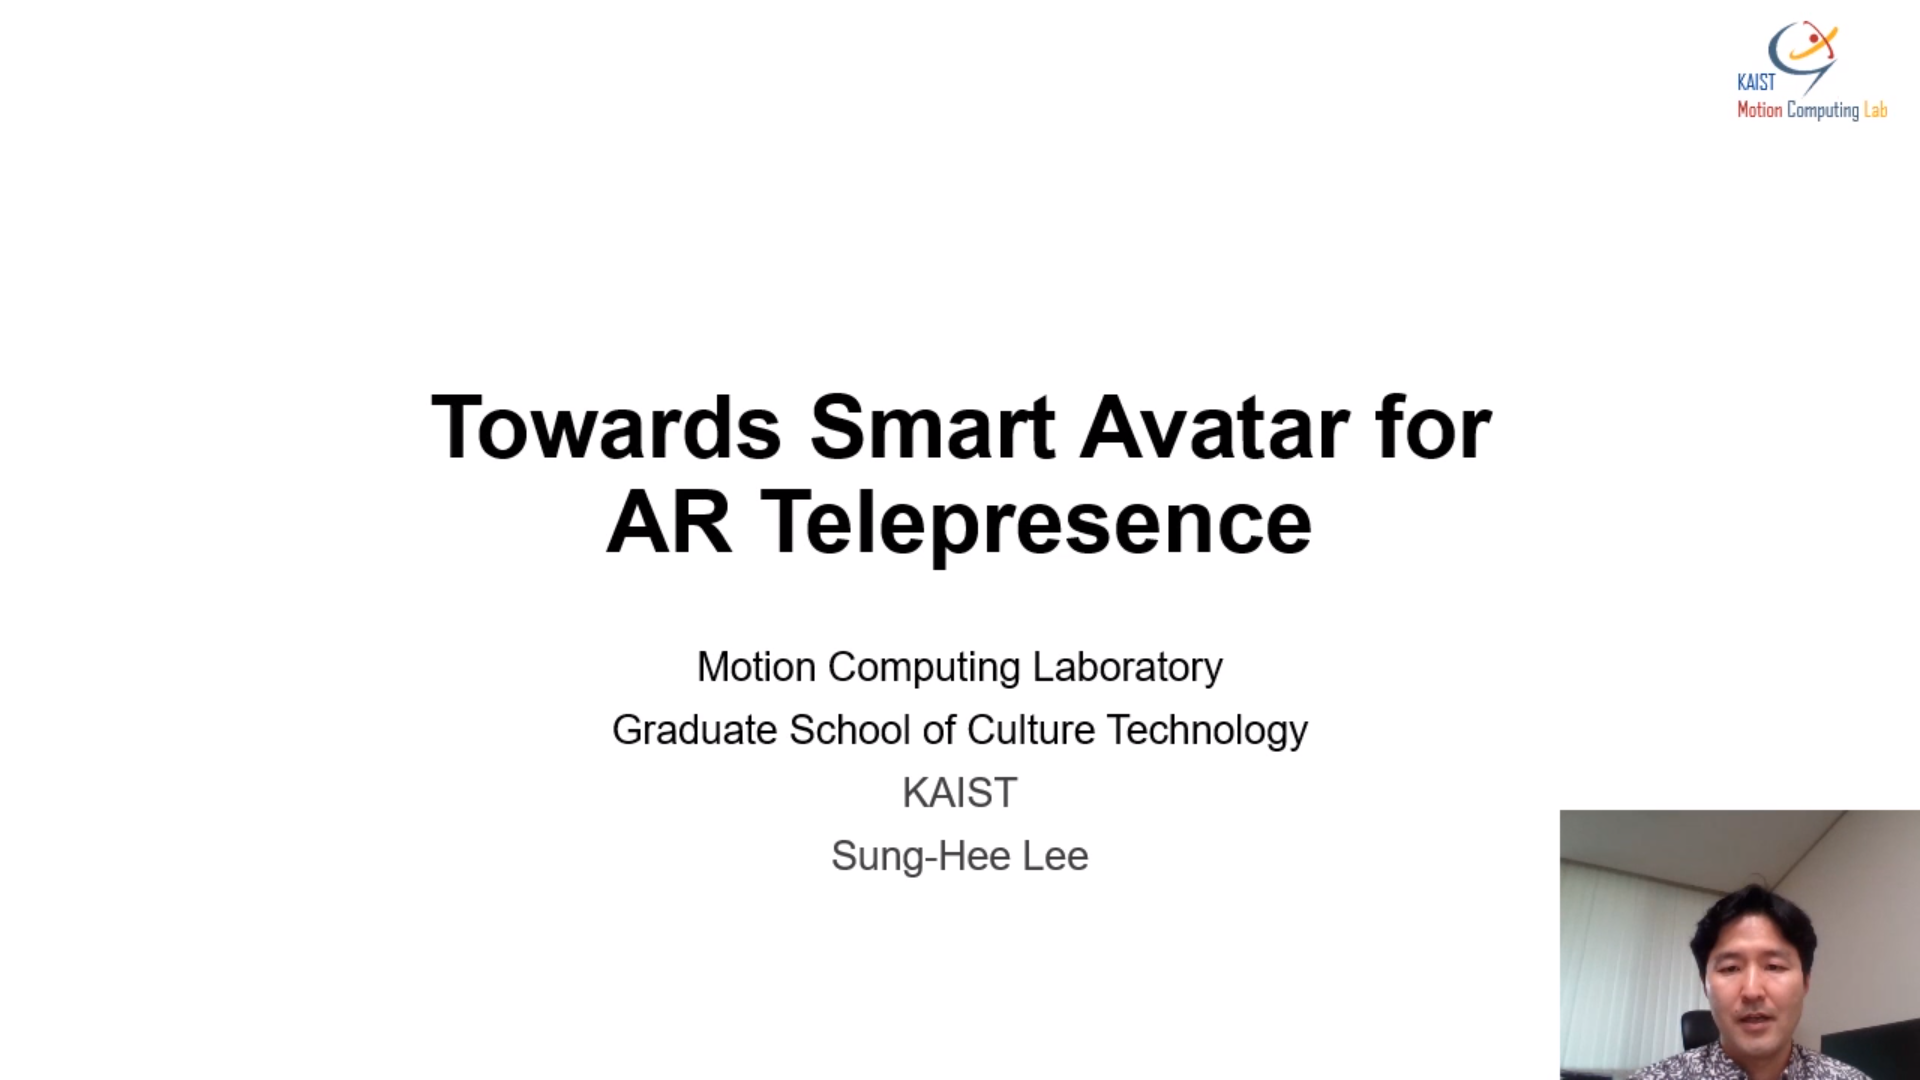 KAIST
Motion Computing Lab
Towards Smart Avatar for
AR Telepresence
Motion Computing Laboratory
Graduate School of Culture Technology
KAIST
Sung-Hee Lee